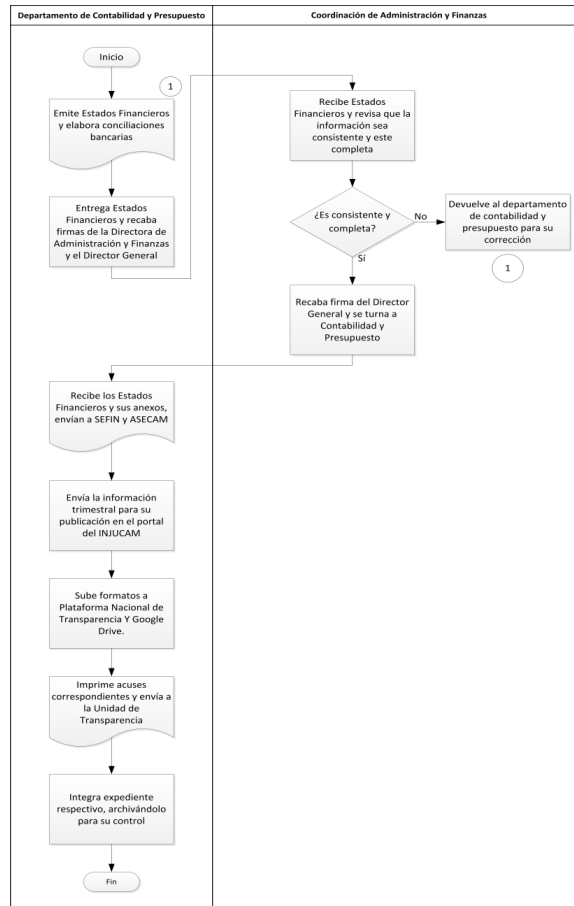 Departamento de Contabilidad y Presupuesto
Coordinación de Administración y Finanzas
Inicio
1
Emite Estados Financieros
y elabora conciliaciones
bancarias
Entrega Estados
Financieros y recaba
firmas de la Directora de
Administración y Finanzas
y el Director General
Recibe Estados
Financieros y revisa que la
información sea
consistente y este
completa
¿Es consistente y
completa?
No
Devuelve al departamento
de contabilidad y
presupuesto para su
corrección
1
Sí
Recaba firma del Director
General y se turna a
Contabilidad y
Presupuesto
Recibe los Estados
Financieros y sus anexos,
envían a SEFIN y ASECAM
Envía la información
trimestral para su
publicación en el portal
del INJUCAM
Sube formatos a
Plataforma Nacional de
Transparencia Y Google
Drive.
Imprime acuses
correspondientes y envía a
la Unidad de
Transparencia
Integra expediente
respectivo, archivándolo
para su control
Fin